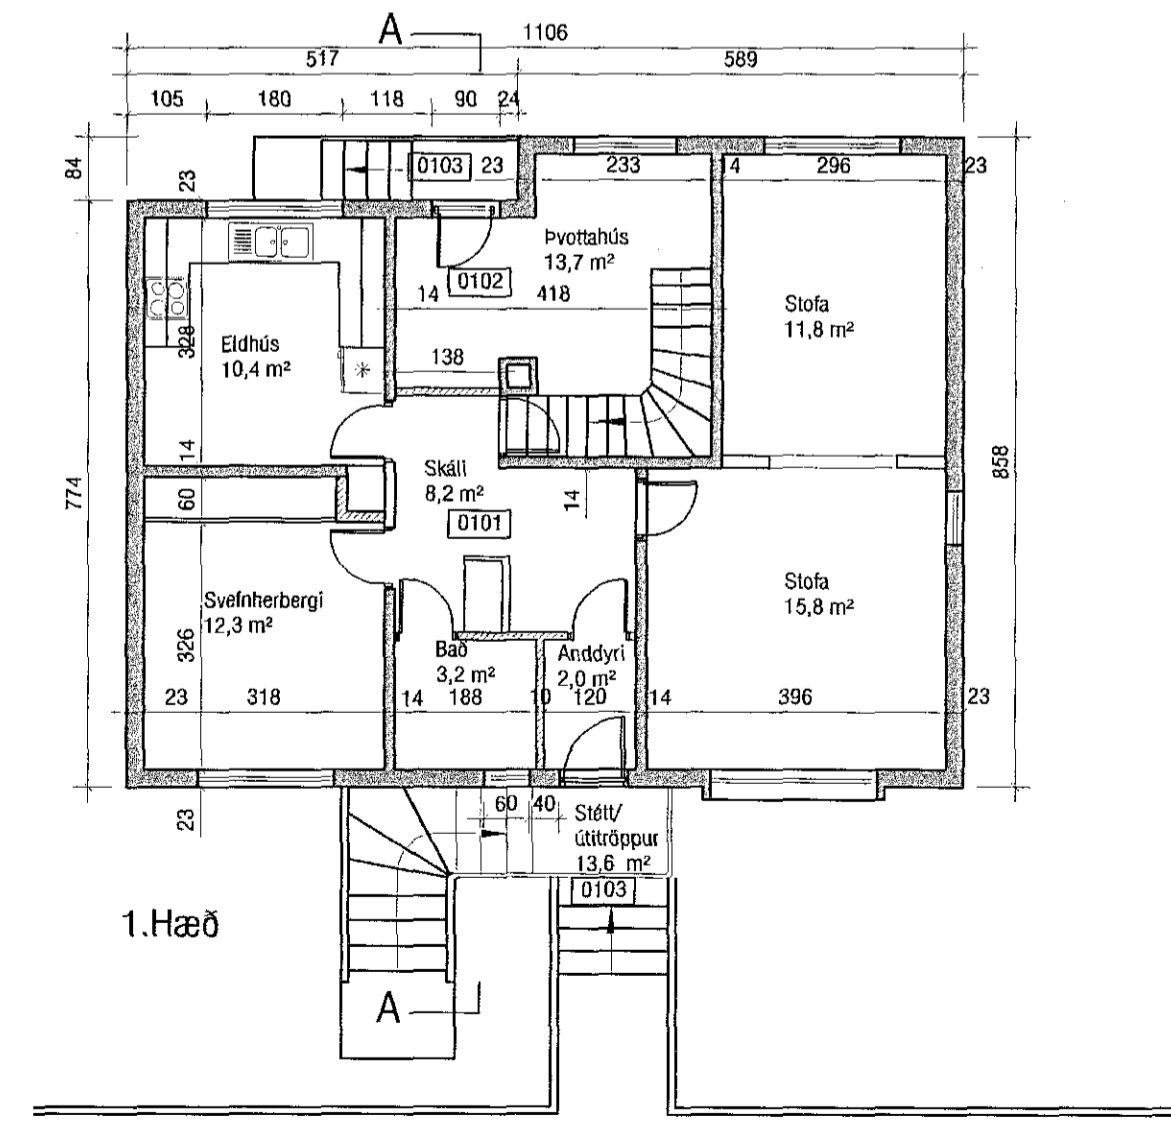 A
1106
517
589
105
180
118
90
24
84
23
0103
23
233
14
296
23
Þvottahús
13,7 m²
0102
14
418
Stofa
11,8 m²
328
Eldhús
10,4 m²
138
14
Skáli
8,2 m²
0101
14
60
774
858
Svefnherbergi
12,3 m²
326
Stofa
15,8 m²
Bað
3,2 m²
Anddyri
2,0 m²
23
318
14
188
10
120
14
396
23
23
60
40
Stétt/
útitröppur
13,6 m²
0103
1.Hæð
A